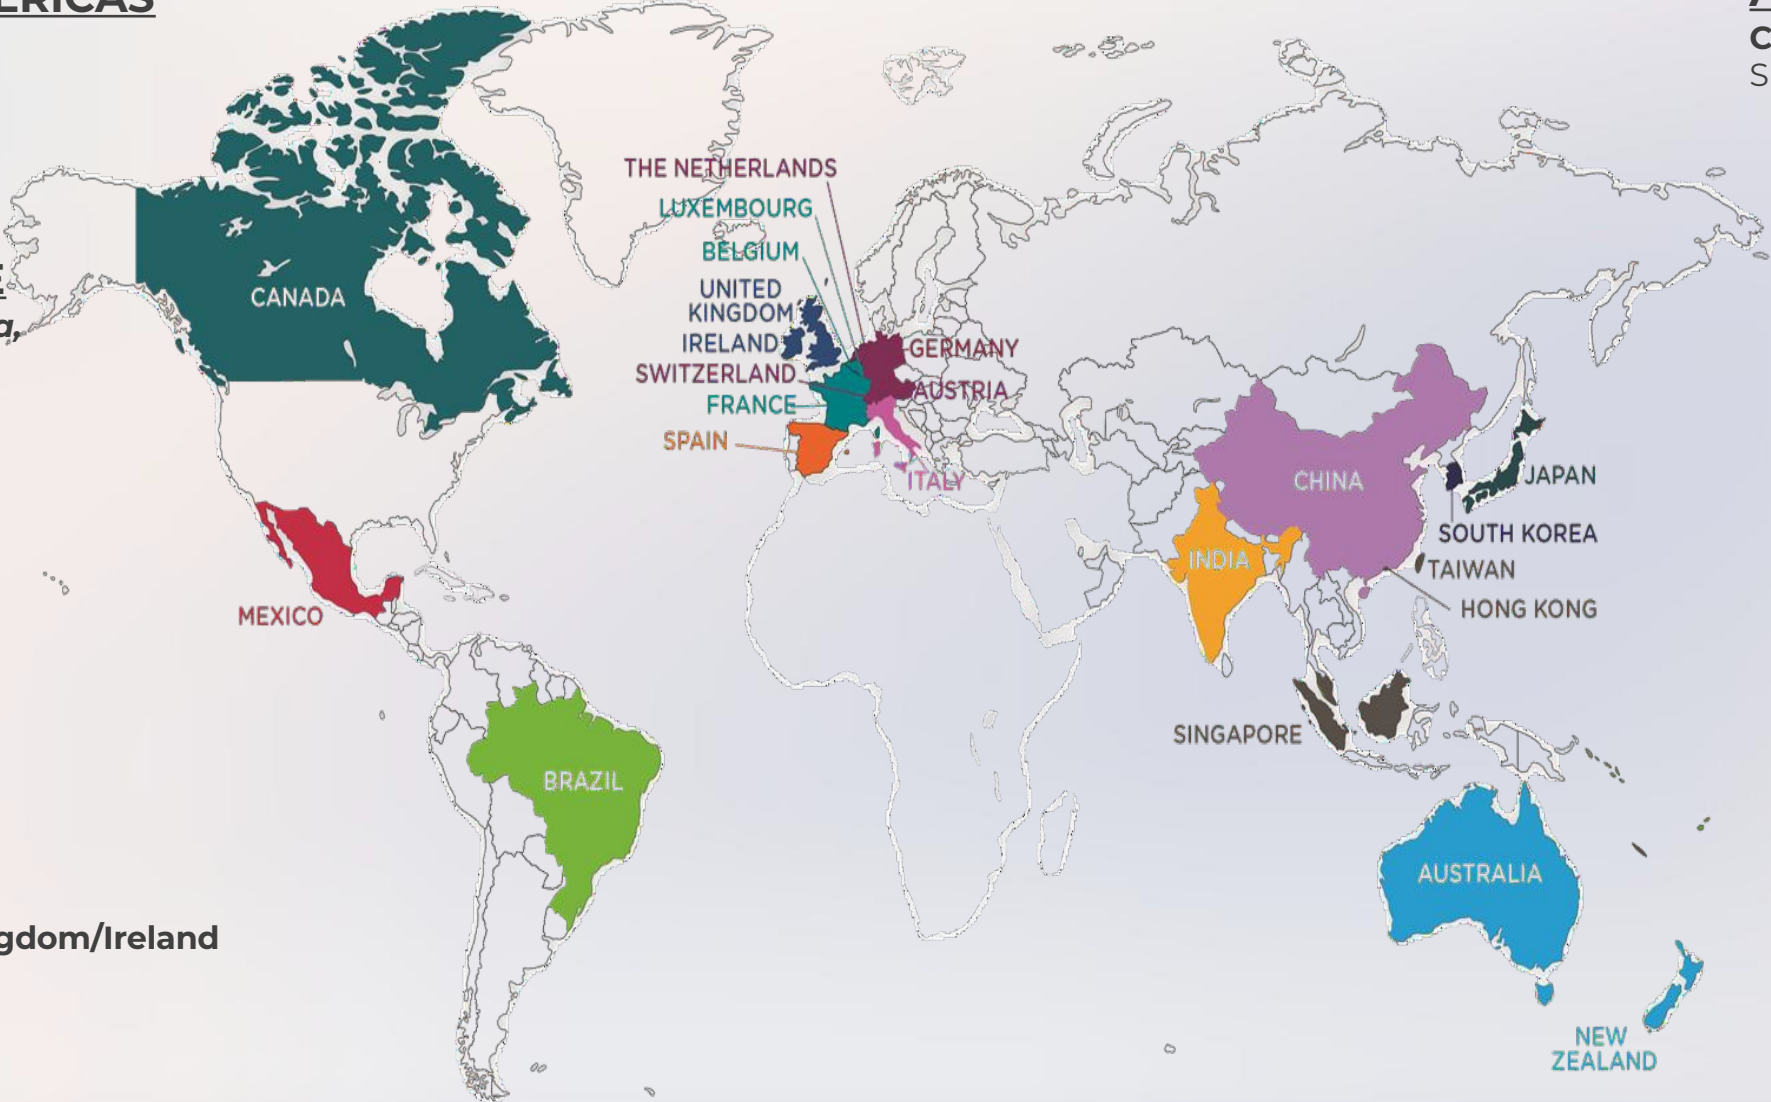 ERICAS
A
C
S
THE NETHERLANDS
LUXEMBOURG
BELGIUM
UNITED
KINGDOM
IRELAND
SWITZERLAND
FRANCE
SPAIN
GERMANY
AUSTRIA
ITALY
E
a,
CANADA
MEXICO
BRAZIL
CHINA
INDIA
JAPAN
SOUTH KOREA
TAIWAN
HONG KONG
SINGAPORE
AUSTRALIA
gdom/Ireland
NEW
ZEALAND